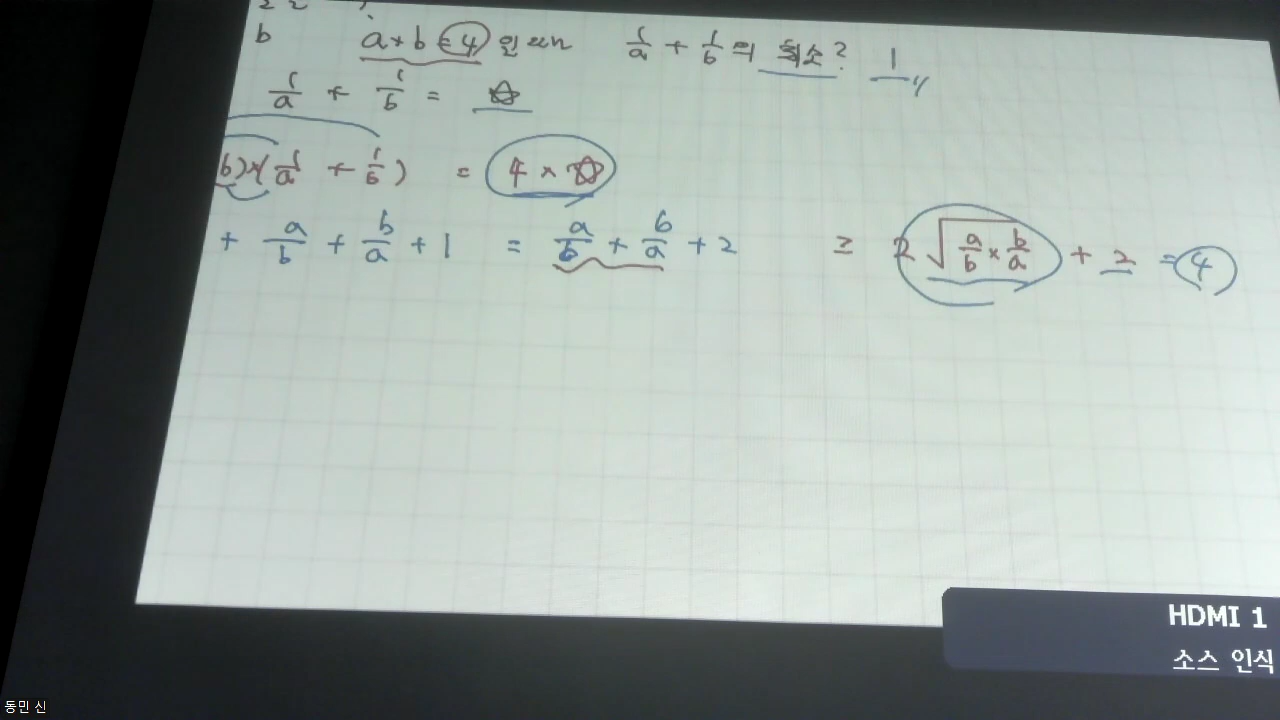 b a+b=4 인 1/a + 1/b 의 최소? 1
1/a + 1/b = ☆
b)×(1/a + 1/b) = 4 × ☆
+ a/b + b/a + 1 = a/b + b/a + 2 ≥ 2√(a/b × b/a) + 2 = 4
HDMI 1
소스 인식
동민 신